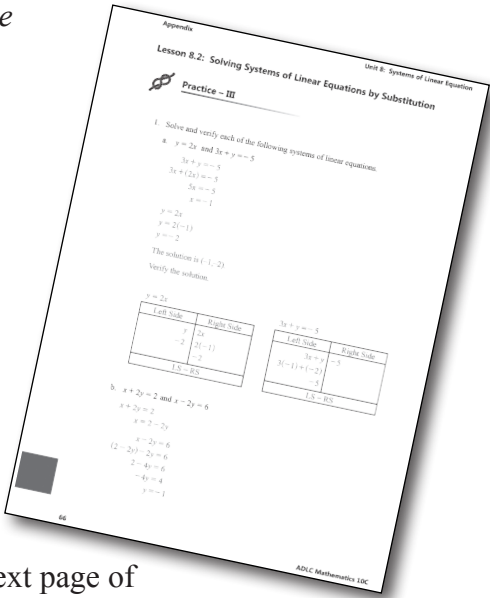 e
Appendix
Unit 8: Systems of Linear Equation
Lesson 8.2: Solving Systems of Linear Equations by Substitution
Practice – III
1. Solve and verify each of the following systems of linear equations.
a. y = 2x and 3x + y = – 5
3x + y = – 5
3x + (2x) = – 5
5x = – 5
x = – 1
y = 2x
y = 2(–1)
y = – 2
The solution is (–1, –2).
Verify the solution.
y = 2x
Left Side Right Side
y 2x
–2 2(–1)
–2
LS = RS
3x + y = – 5
Left Side Right Side
3x + y –5
3(–1) + (–2)
–5
LS = RS
b. x + 2y = 2 and x – 2y = 6
x + 2y = 2
x = 2 – 2y
x – 2y = 6
(2 – 2y) – 2y = 6
2 – 4y = 6
–4y = 4
y = – 1
66
ADLC Mathematics 10C
ext page of